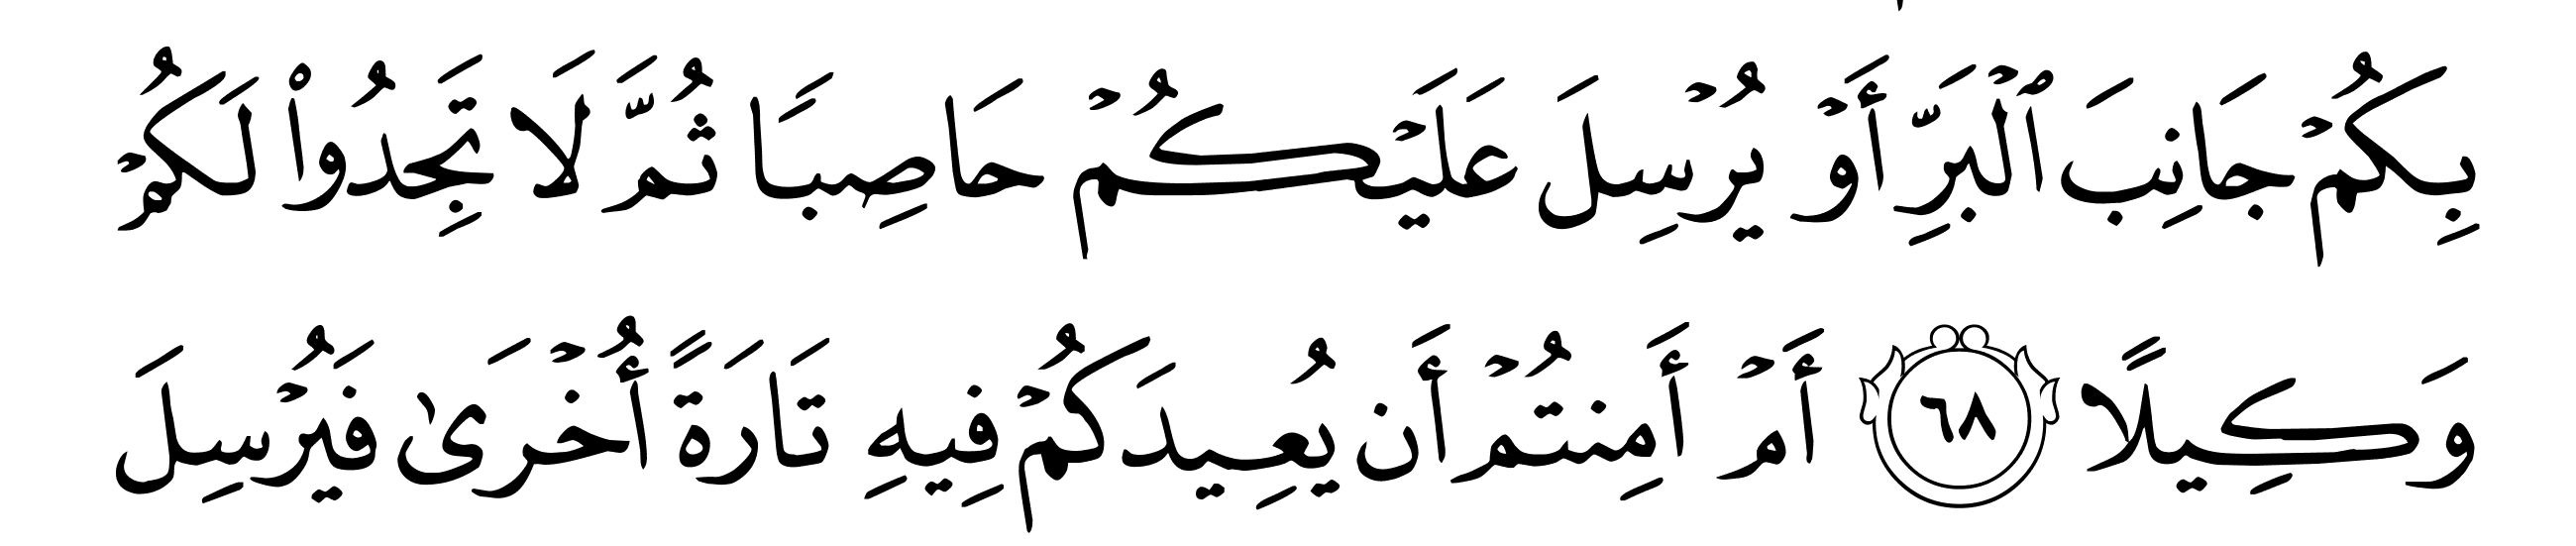 بِكُمْ جَانِبَ ٱلْبَرِّ أَوْ يُرْسِلَ عَلَيْكُمْ حَاصِبًا ثُمَّ لَا تَجِدُوا۟ لَكُمْ
وَكِيلًا ٦٨ أَمْ أَمِنتُمْ أَن يُعِيدَكُمْ فِيهِ تَارَةً أُخْرَىٰ فَيُرْسِلَ